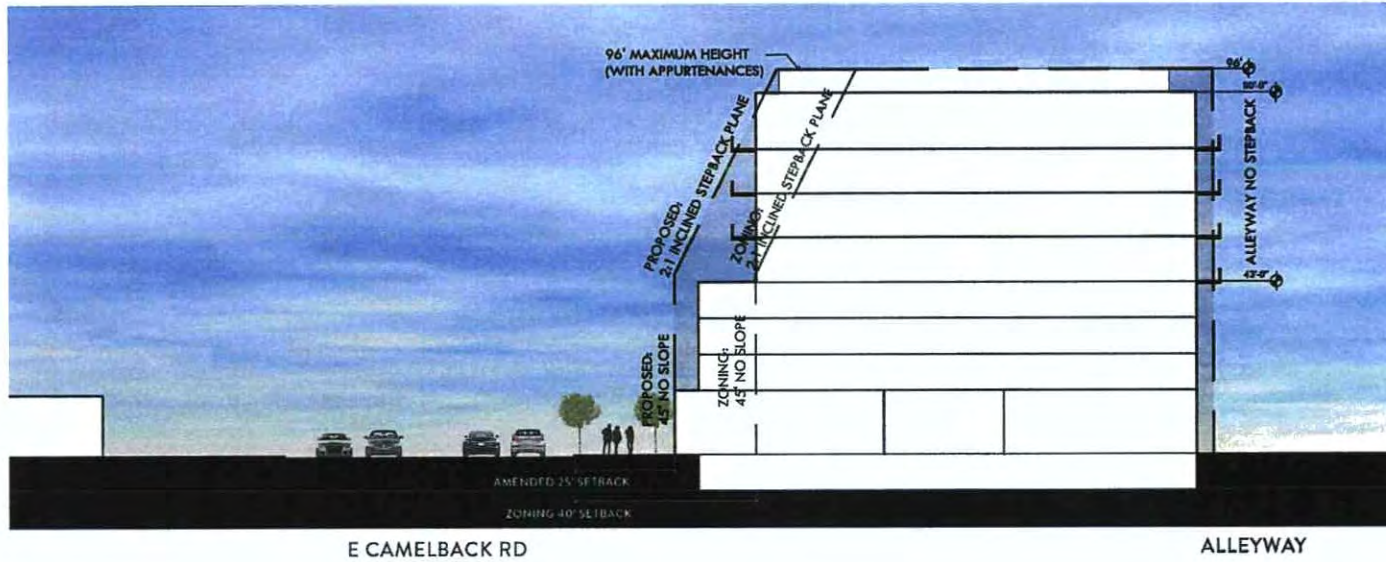 96' MAXIMUM HEIGHT
(WITH APPURTENANCES)
96'
90'-0"
PROPOSED:
2:1 INCLINED STEPBACK PLANE
ZONING:
2:1 INCLINED STEPBACK PLANE
ALLEYWAY NO STEPBACK
PROPOSED:
45' NO SLOPE
ZONING:
45' NO SLOPE
AMENDED 25' SETBACK
ZONING 40' SETBACK
E CAMELBACK RD
ALLEYWAY